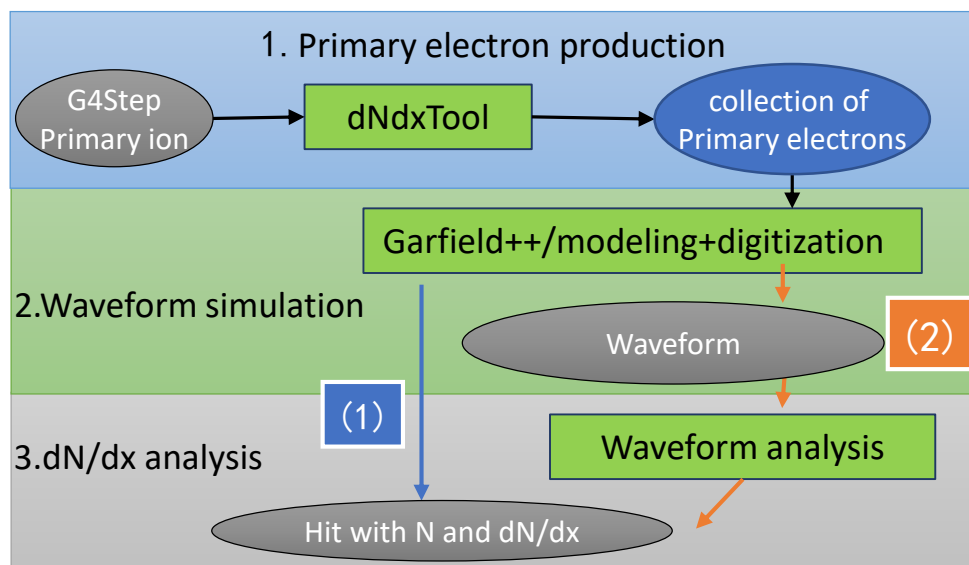 1. Primary electron production
G4Step
Primary ion
dNdxTool
collection of
Primary electrons
Garfield++/modeling+digitization
2.Waveform simulation
Waveform
（2）
（1）
3.dN/dx analysis
Waveform analysis
Hit with N and dN/dx